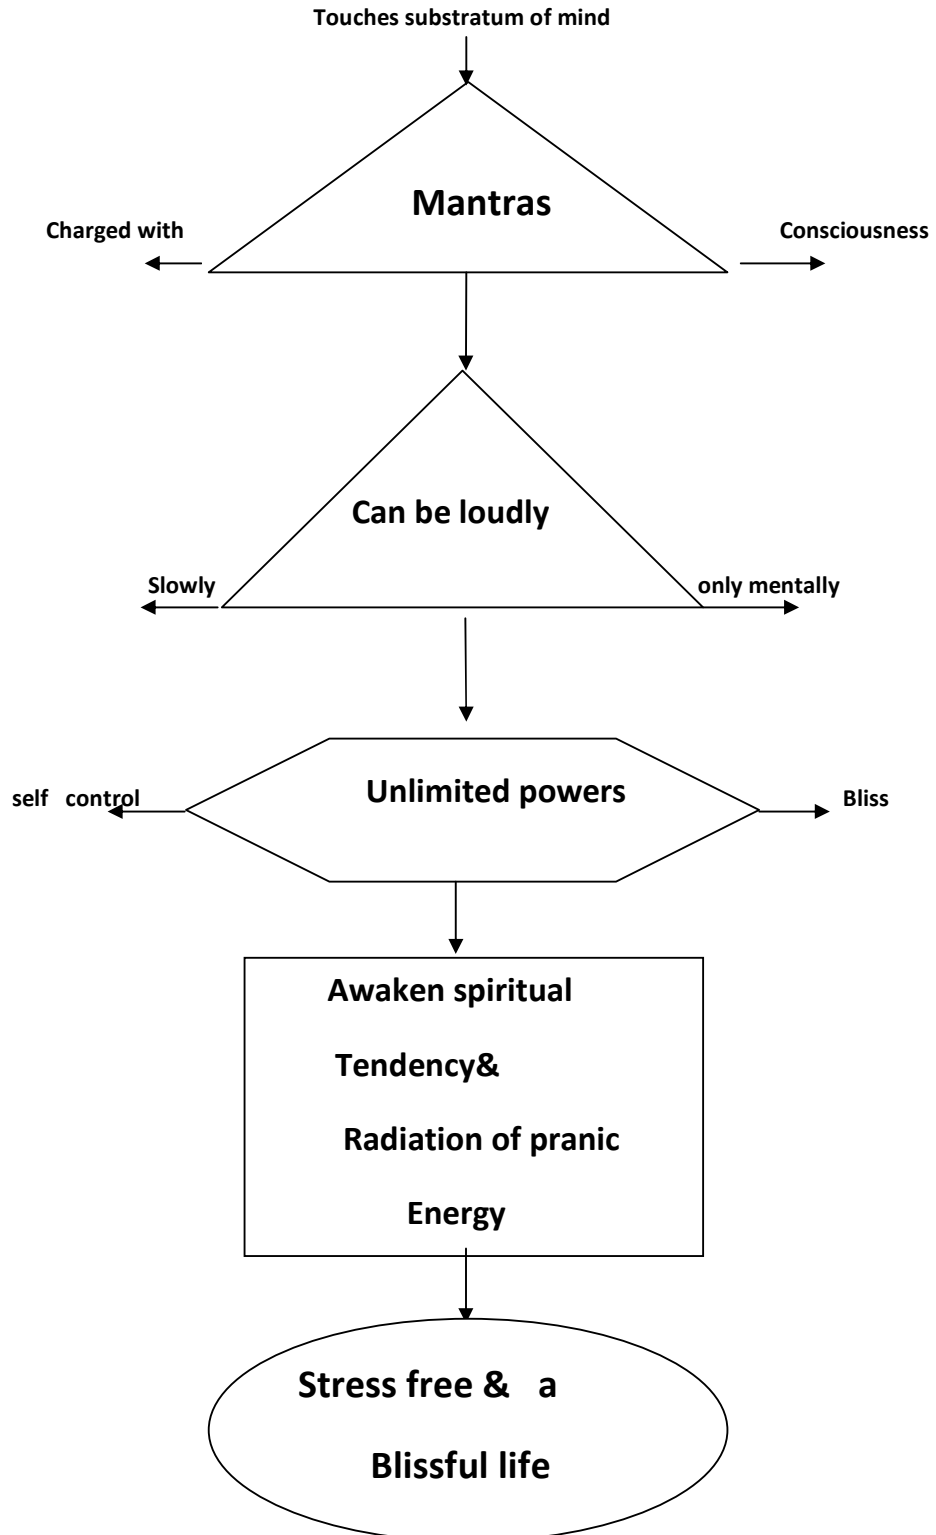 Touches substratum of mind
Mantras
Charged with
Consciousness
Can be loudly
Slowly
only mentally
Unlimited powers
self control
Bliss
Awaken spiritual
Tendency&
Radiation of pranic
Energy
Stress free & a
Blissful life